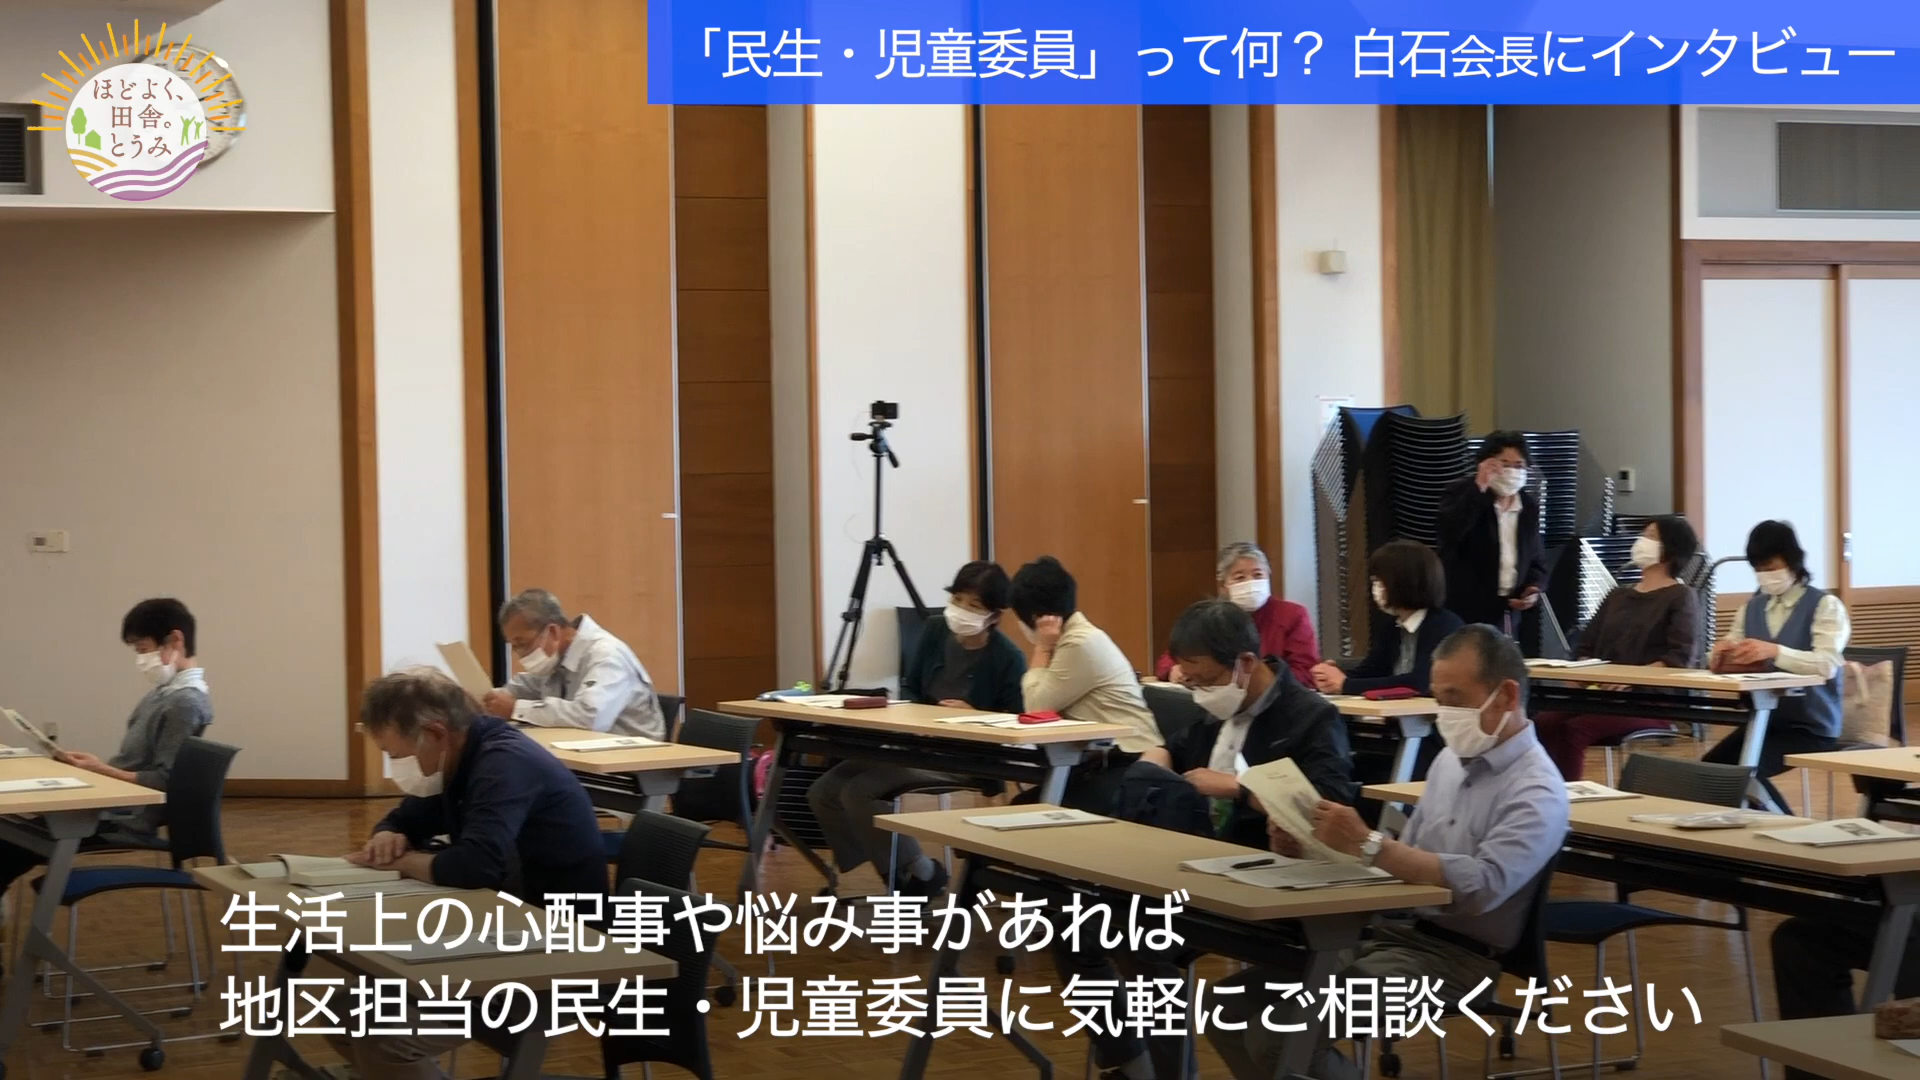 ほどよく、
田舎。
とうみ
「民生・児童委員」って何？ 白石会長にインタビュー
生活上の心配事や悩み事があれば
地区担当の民生・児童委員に気軽にご相談ください